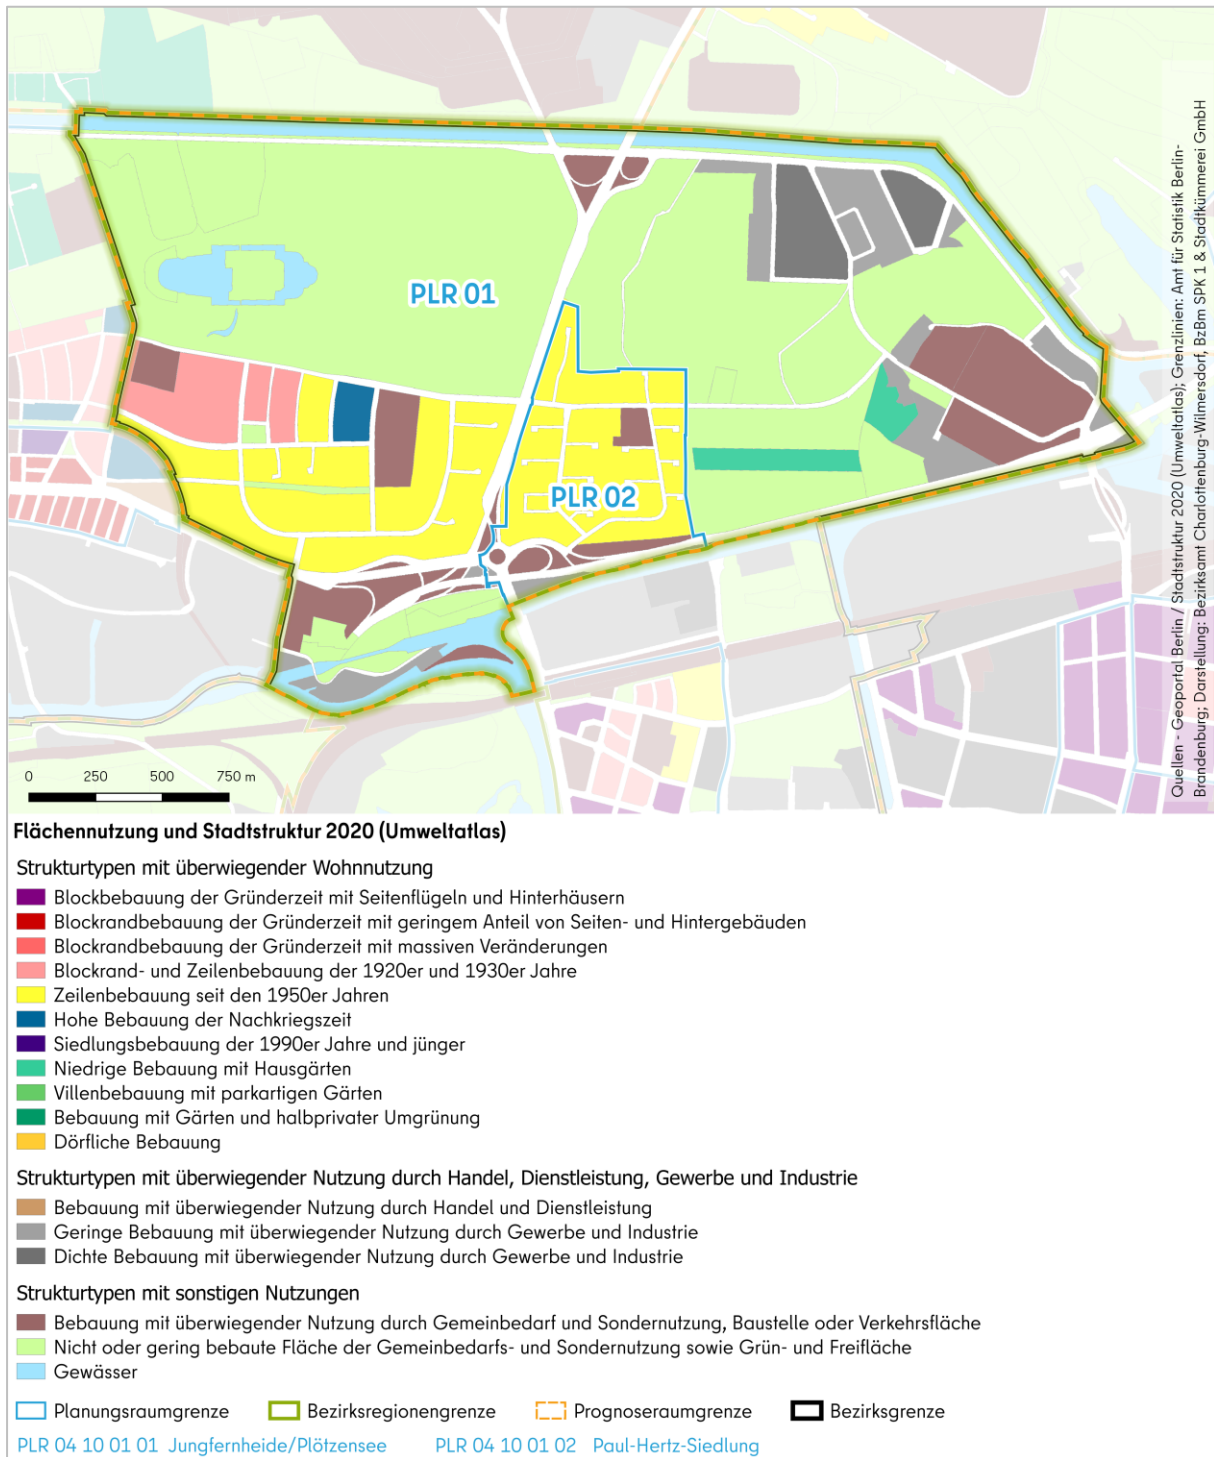 PLR 01
PLR 02
0 250 500 750 m
Quellen - Geoportal Berlin / Stadtstruktur 2020 (Umweltatlas); Grenzlinien: Amt für Statistik Berlin-
Brandenburg; Darstellung: Bezirksamt Charlottenburg-Wilmersdorf, BzBm SPK 1 & Stadtkümmerei GmbH
Flächennutzung und Stadtstruktur 2020 (Umweltatlas)
Strukturtypen mit überwiegender Wohnnutzung
Blockbebauung der Gründerzeit mit Seitenflügeln und Hinterhäusern
Blockrandbebauung der Gründerzeit mit geringem Anteil von Seiten- und Hintergebäuden
Blockrandbebauung der Gründerzeit mit massiven Veränderungen
Blockrand- und Zeilenbebauung der 1920er und 1930er Jahre
Zeilenbebauung seit den 1950er Jahren
Hohe Bebauung der Nachkriegszeit
Siedlungsbebauung der 1990er Jahre und jünger
Niedrige Bebauung mit Hausgärten
Villenbebauung mit parkartigen Gärten
Bebauung mit Gärten und halbprivater Umgrünung
Dörfliche Bebauung
Strukturtypen mit überwiegender Nutzung durch Handel, Dienstleistung, Gewerbe und Industrie
Bebauung mit überwiegender Nutzung durch Handel und Dienstleistung
Geringe Bebauung mit überwiegender Nutzung durch Gewerbe und Industrie
Dichte Bebauung mit überwiegender Nutzung durch Gewerbe und Industrie
Strukturtypen mit sonstigen Nutzungen
Bebauung mit überwiegender Nutzung durch Gemeinbedarf und Sondernutzung, Baustelle oder Verkehrsfläche
Nicht oder gering bebaute Fläche der Gemeinbedarfs- und Sondernutzung sowie Grün- und Freifläche
Gewässer
Planungsraumgrenze Bezirksregionengrenze Prognoseraumgrenze Bezirksgrenze
PLR 04 10 01 01 Jungfernheide/Plötzensee PLR 04 10 01 02 Paul-Hertz-Siedlung